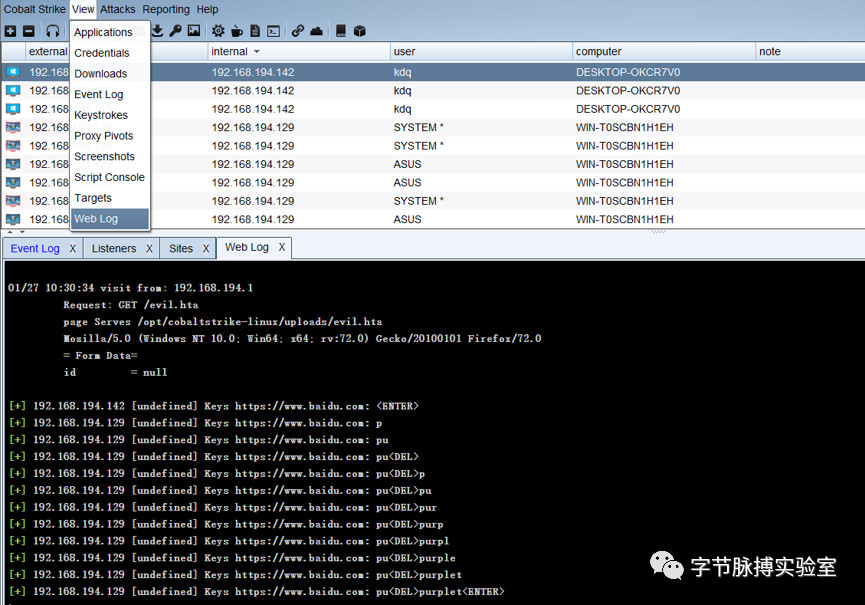 Cobalt Strike View Attacks Reporting Help
Applications
Credentials
Downloads
Event Log
Keystrokes
Proxy Pivots
Screenshots
Script Console
Targets
Web Log
external internal user computer note
192.168 192.168.194.142 kdq DESKTOP-OKCR7V0
192.168 192.168.194.142 kdq DESKTOP-OKCR7V0
192.168 192.168.194.142 kdq DESKTOP-OKCR7V0
192.168 192.168.194.129 SYSTEM * WIN-T0SCBN1H1EH
192.168 192.168.194.129 SYSTEM * WIN-T0SCBN1H1EH
192.168 192.168.194.129 ASUS WIN-T0SCBN1H1EH
192.168 192.168.194.129 ASUS WIN-T0SCBN1H1EH
192.168 192.168.194.129 SYSTEM * WIN-T0SCBN1H1EH
192.168 192.168.194.129 ASUS WIN-T0SCBN1H1EH
Event Log X Listeners X Sites X Web Log X
01/27 10:30:34 visit from: 192.168.194.1
Request: GET /evil.hta
page Serves /opt/cobaltstrike-linux/uploads/evil.hta
Mozilla/5.0 (Windows NT 10.0; Win64; x64; rv:72.0) Gecko/20100101 Firefox/72.0
= Form Data=
id = null
[+] 192.168.194.142 [undefined] Keys https://www.baidu.com: <ENTER>
[+] 192.168.194.129 [undefined] Keys https://www.baidu.com: p
[+] 192.168.194.129 [undefined] Keys https://www.baidu.com: pu
[+] 192.168.194.129 [undefined] Keys https://www.baidu.com: pu<DEL>
[+] 192.168.194.129 [undefined] Keys https://www.baidu.com: pu<DEL>p
[+] 192.168.194.129 [undefined] Keys https://www.baidu.com: pu<DEL>pu
[+] 192.168.194.129 [undefined] Keys https://www.baidu.com: pu<DEL>pur
[+] 192.168.194.129 [undefined] Keys https://www.baidu.com: pu<DEL>purp
[+] 192.168.194.129 [undefined] Keys https://www.baidu.com: pu<DEL>purpl
[+] 192.168.194.129 [undefined] Keys https://www.baidu.com: pu<DEL>purple
[+] 192.168.194.129 [undefined] Keys https://www.baidu.com: pu<DEL>purplet
[+] 192.168.194.129 [undefined] Keys https://www.baidu.com: pu<DEL>purplet<ENTER>
字节脉搏实验室